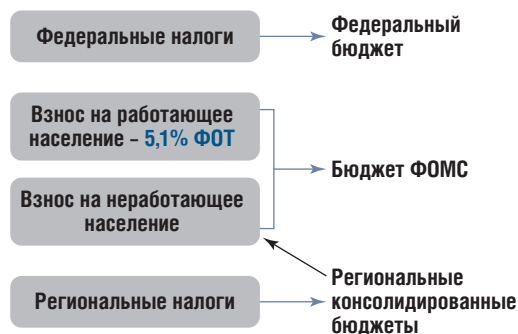 Федеральные налоги
Федеральный
бюджет
Взнос на работающее
население – 5,1% ФОТ
Бюджет ФОМС
Взнос на неработающее
население
Региональные налоги
Региональные
консолидированные
бюджеты